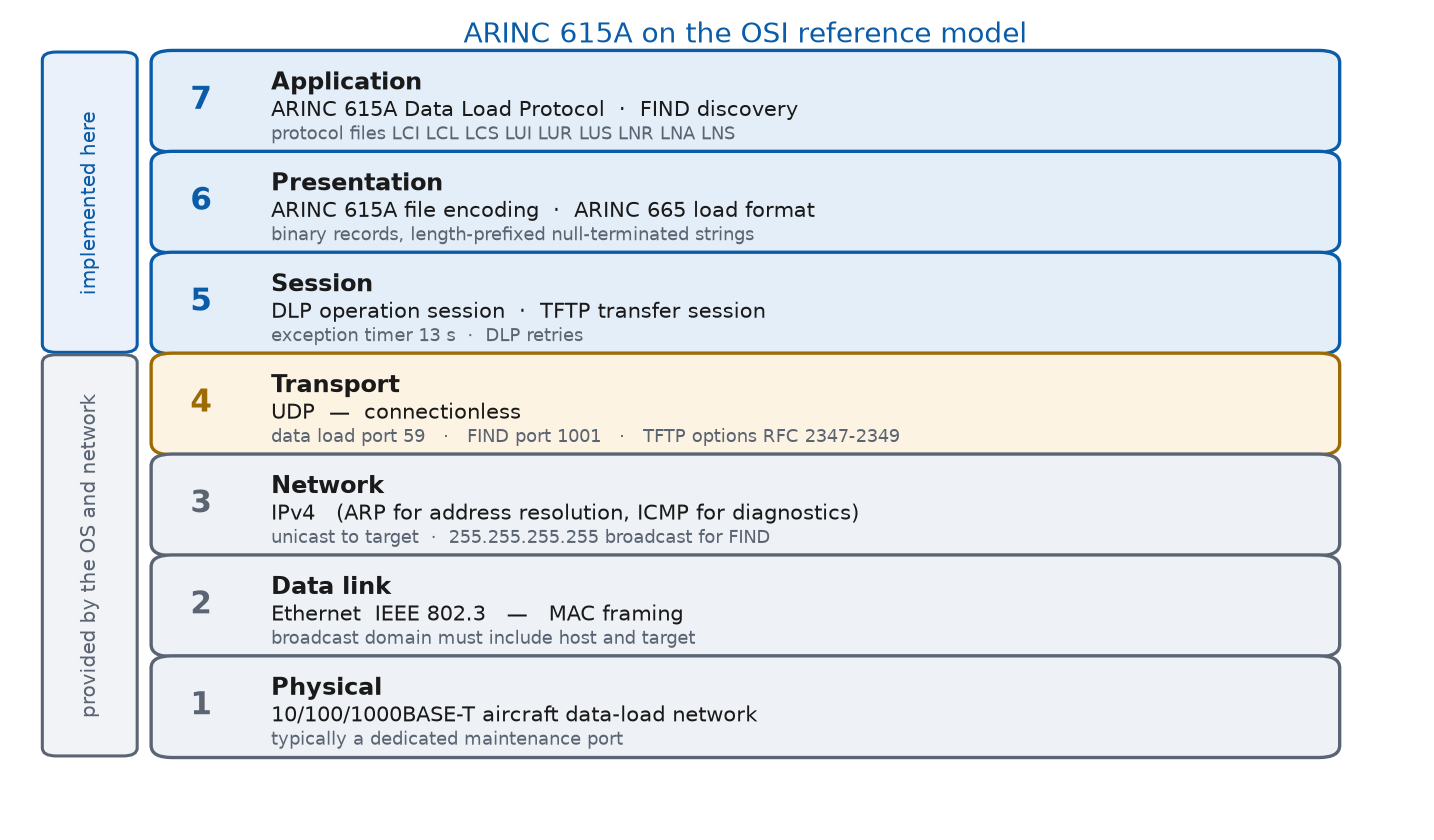 ARINC 615A on the OSI reference model
implemented here
7
Application
ARINC 615A Data Load Protocol · FIND discovery
protocol files LCI LCL LCS LUI LUR LUS LNR LNA LNS
6
Presentation
ARINC 615A file encoding · ARINC 665 load format
binary records, length-prefixed null-terminated strings
5
Session
DLP operation session · TFTP transfer session
exception timer 13 s · DLP retries
provided by the OS and network
4
Transport
UDP — connectionless
data load port 59 · FIND port 1001 · TFTP options RFC 2347-2349
3
Network
IPv4 (ARP for address resolution, ICMP for diagnostics)
unicast to target · 255.255.255.255 broadcast for FIND
2
Data link
Ethernet IEEE 802.3 — MAC framing
broadcast domain must include host and target
1
Physical
10/100/1000BASE-T aircraft data-load network
typically a dedicated maintenance port